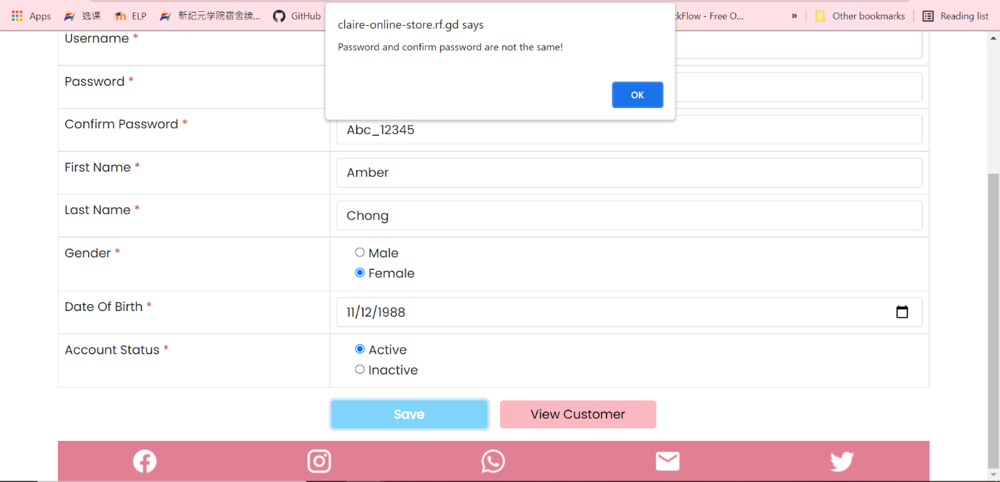 Apps 选课 ELP 新纪元学院宿舍续... GitHub ckFlow - Free O... » Other bookmarks Reading list
claire-online-store.rf.gd says
Password and confirm password are not the same!
OK
Username *
Password *
Confirm Password * Abc_12345
First Name * Amber
Last Name * Chong
Gender * Male
Female
Date Of Birth * 11/12/1988
Account Status * Active
Inactive
Save View Customer